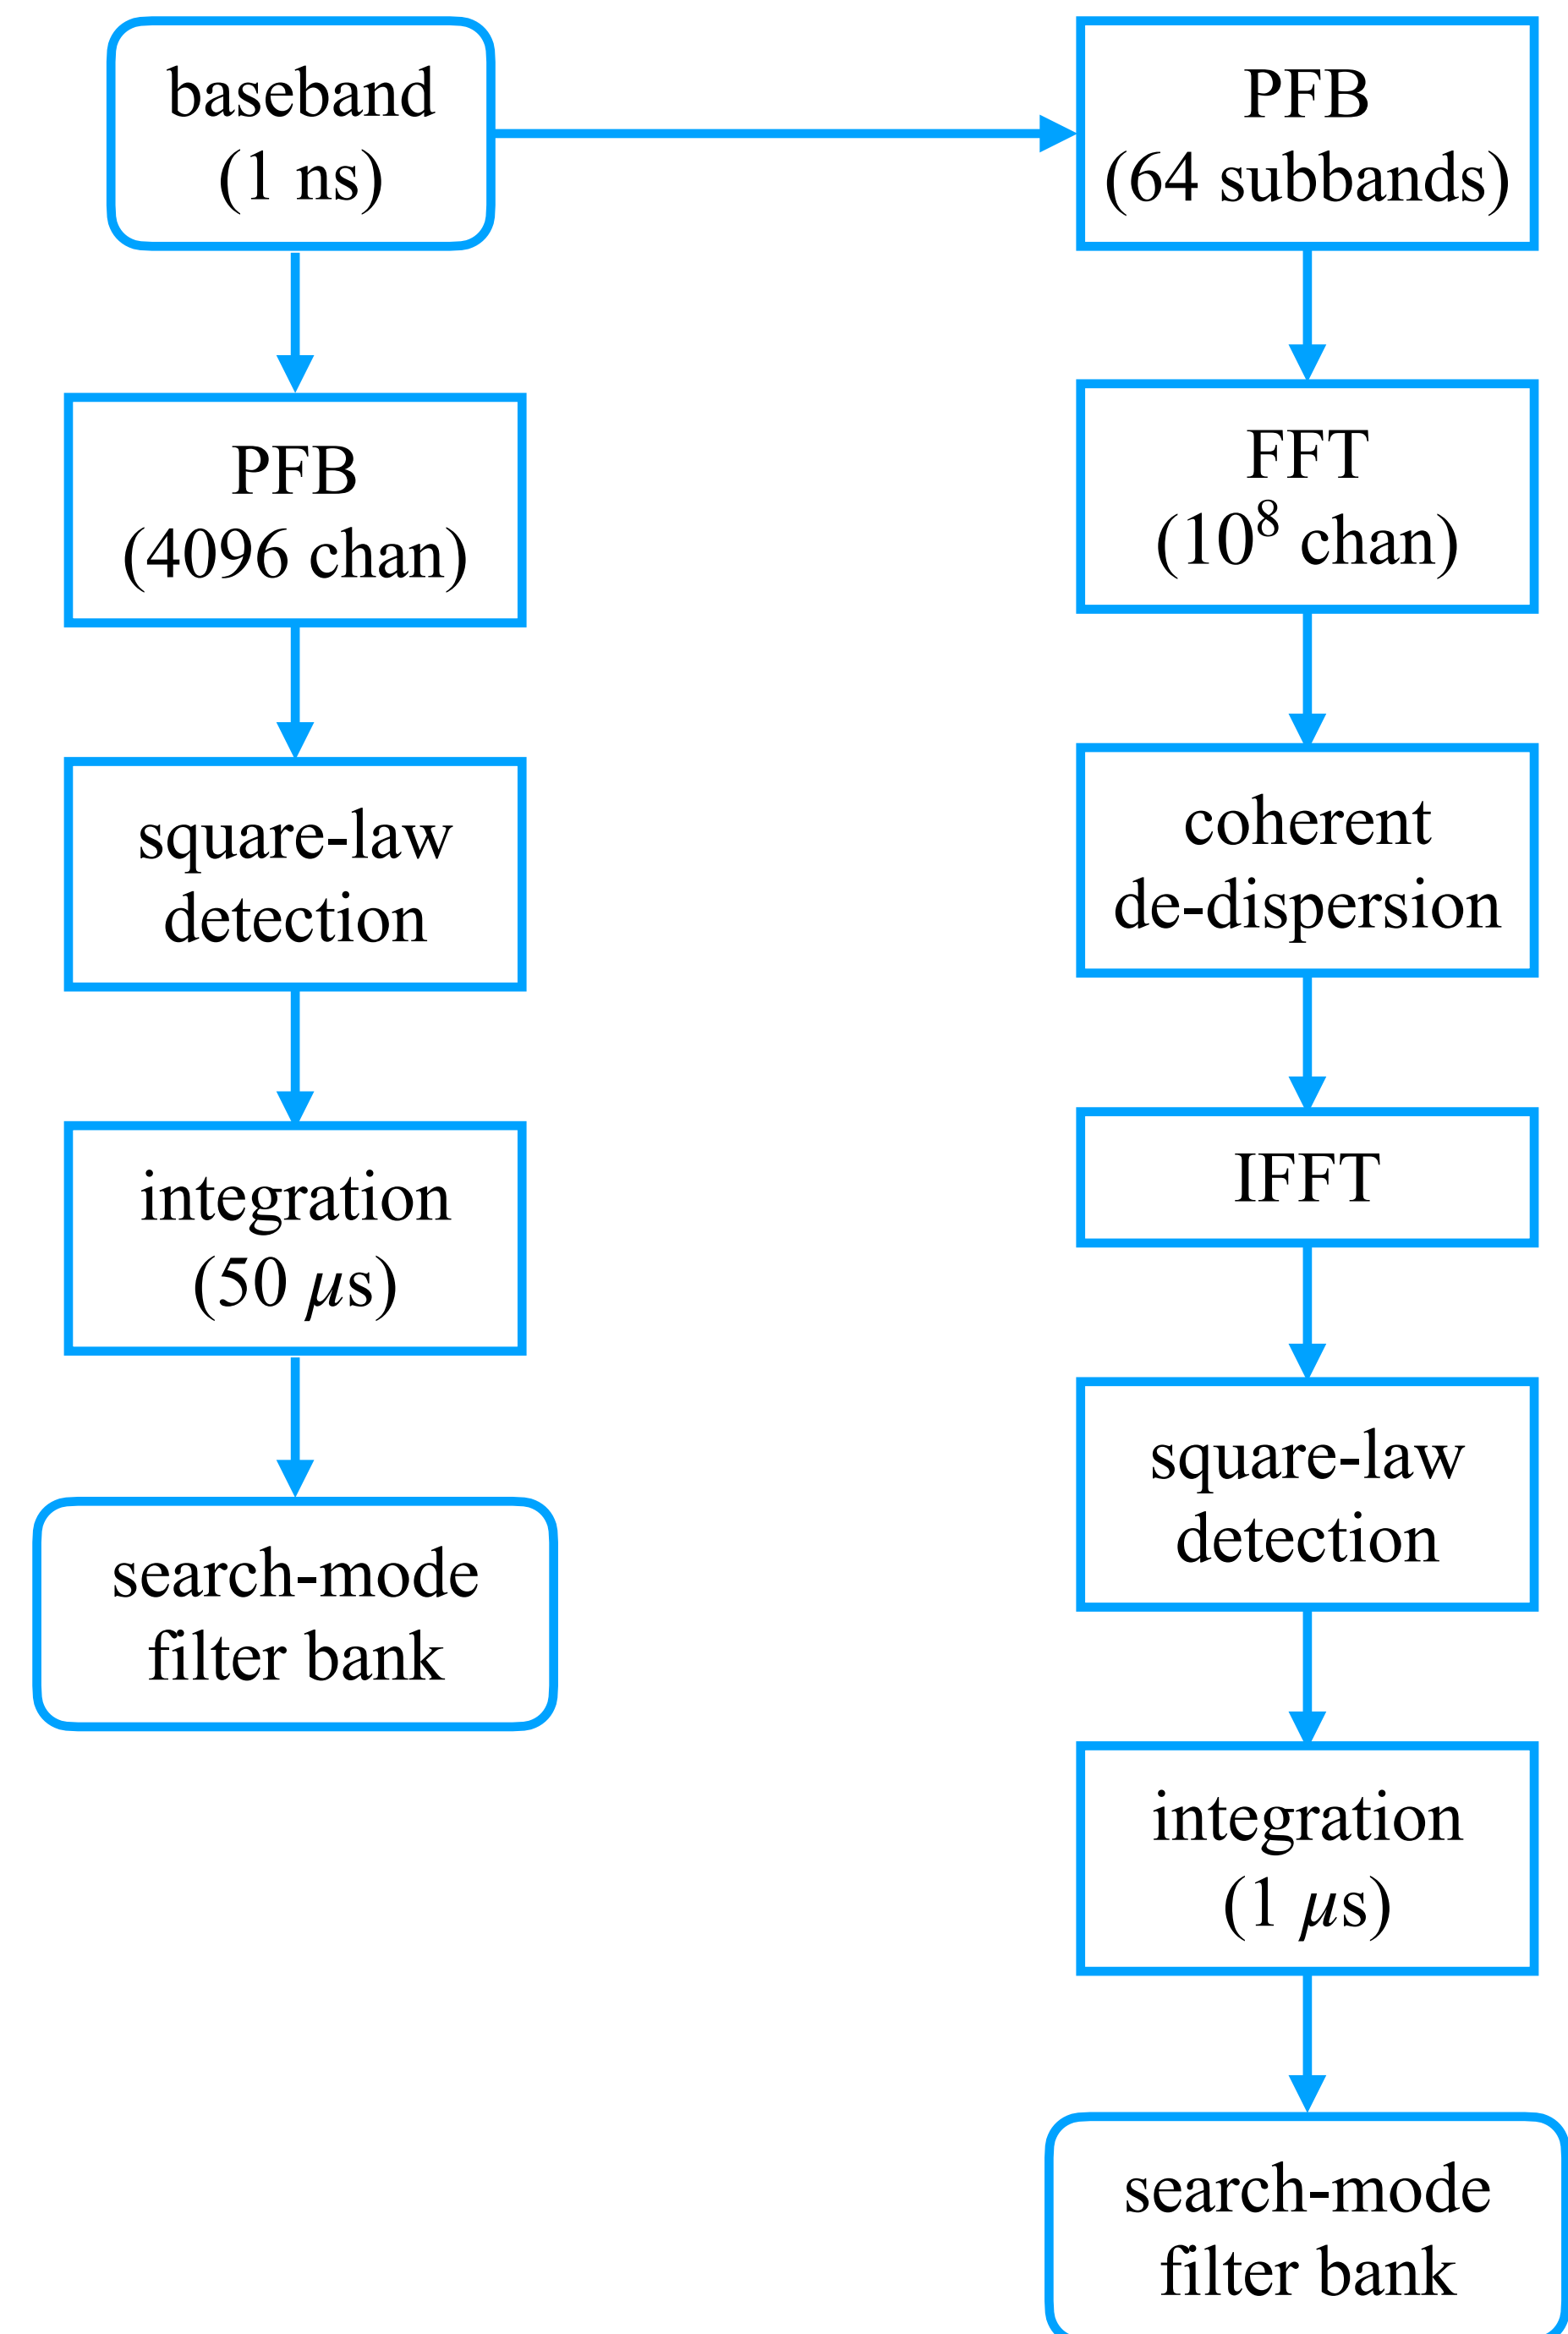 baseband
(1 ns)
PFB
(4096 chan)
square-law
detection
integration
(50 μs)
search-mode
filter bank
PFB
(64 subbands)
FFT
(10⁸ chan)
coherent
de-dispersion
IFFT
square-law
detection
integration
(1 μs)
search-mode
filter bank